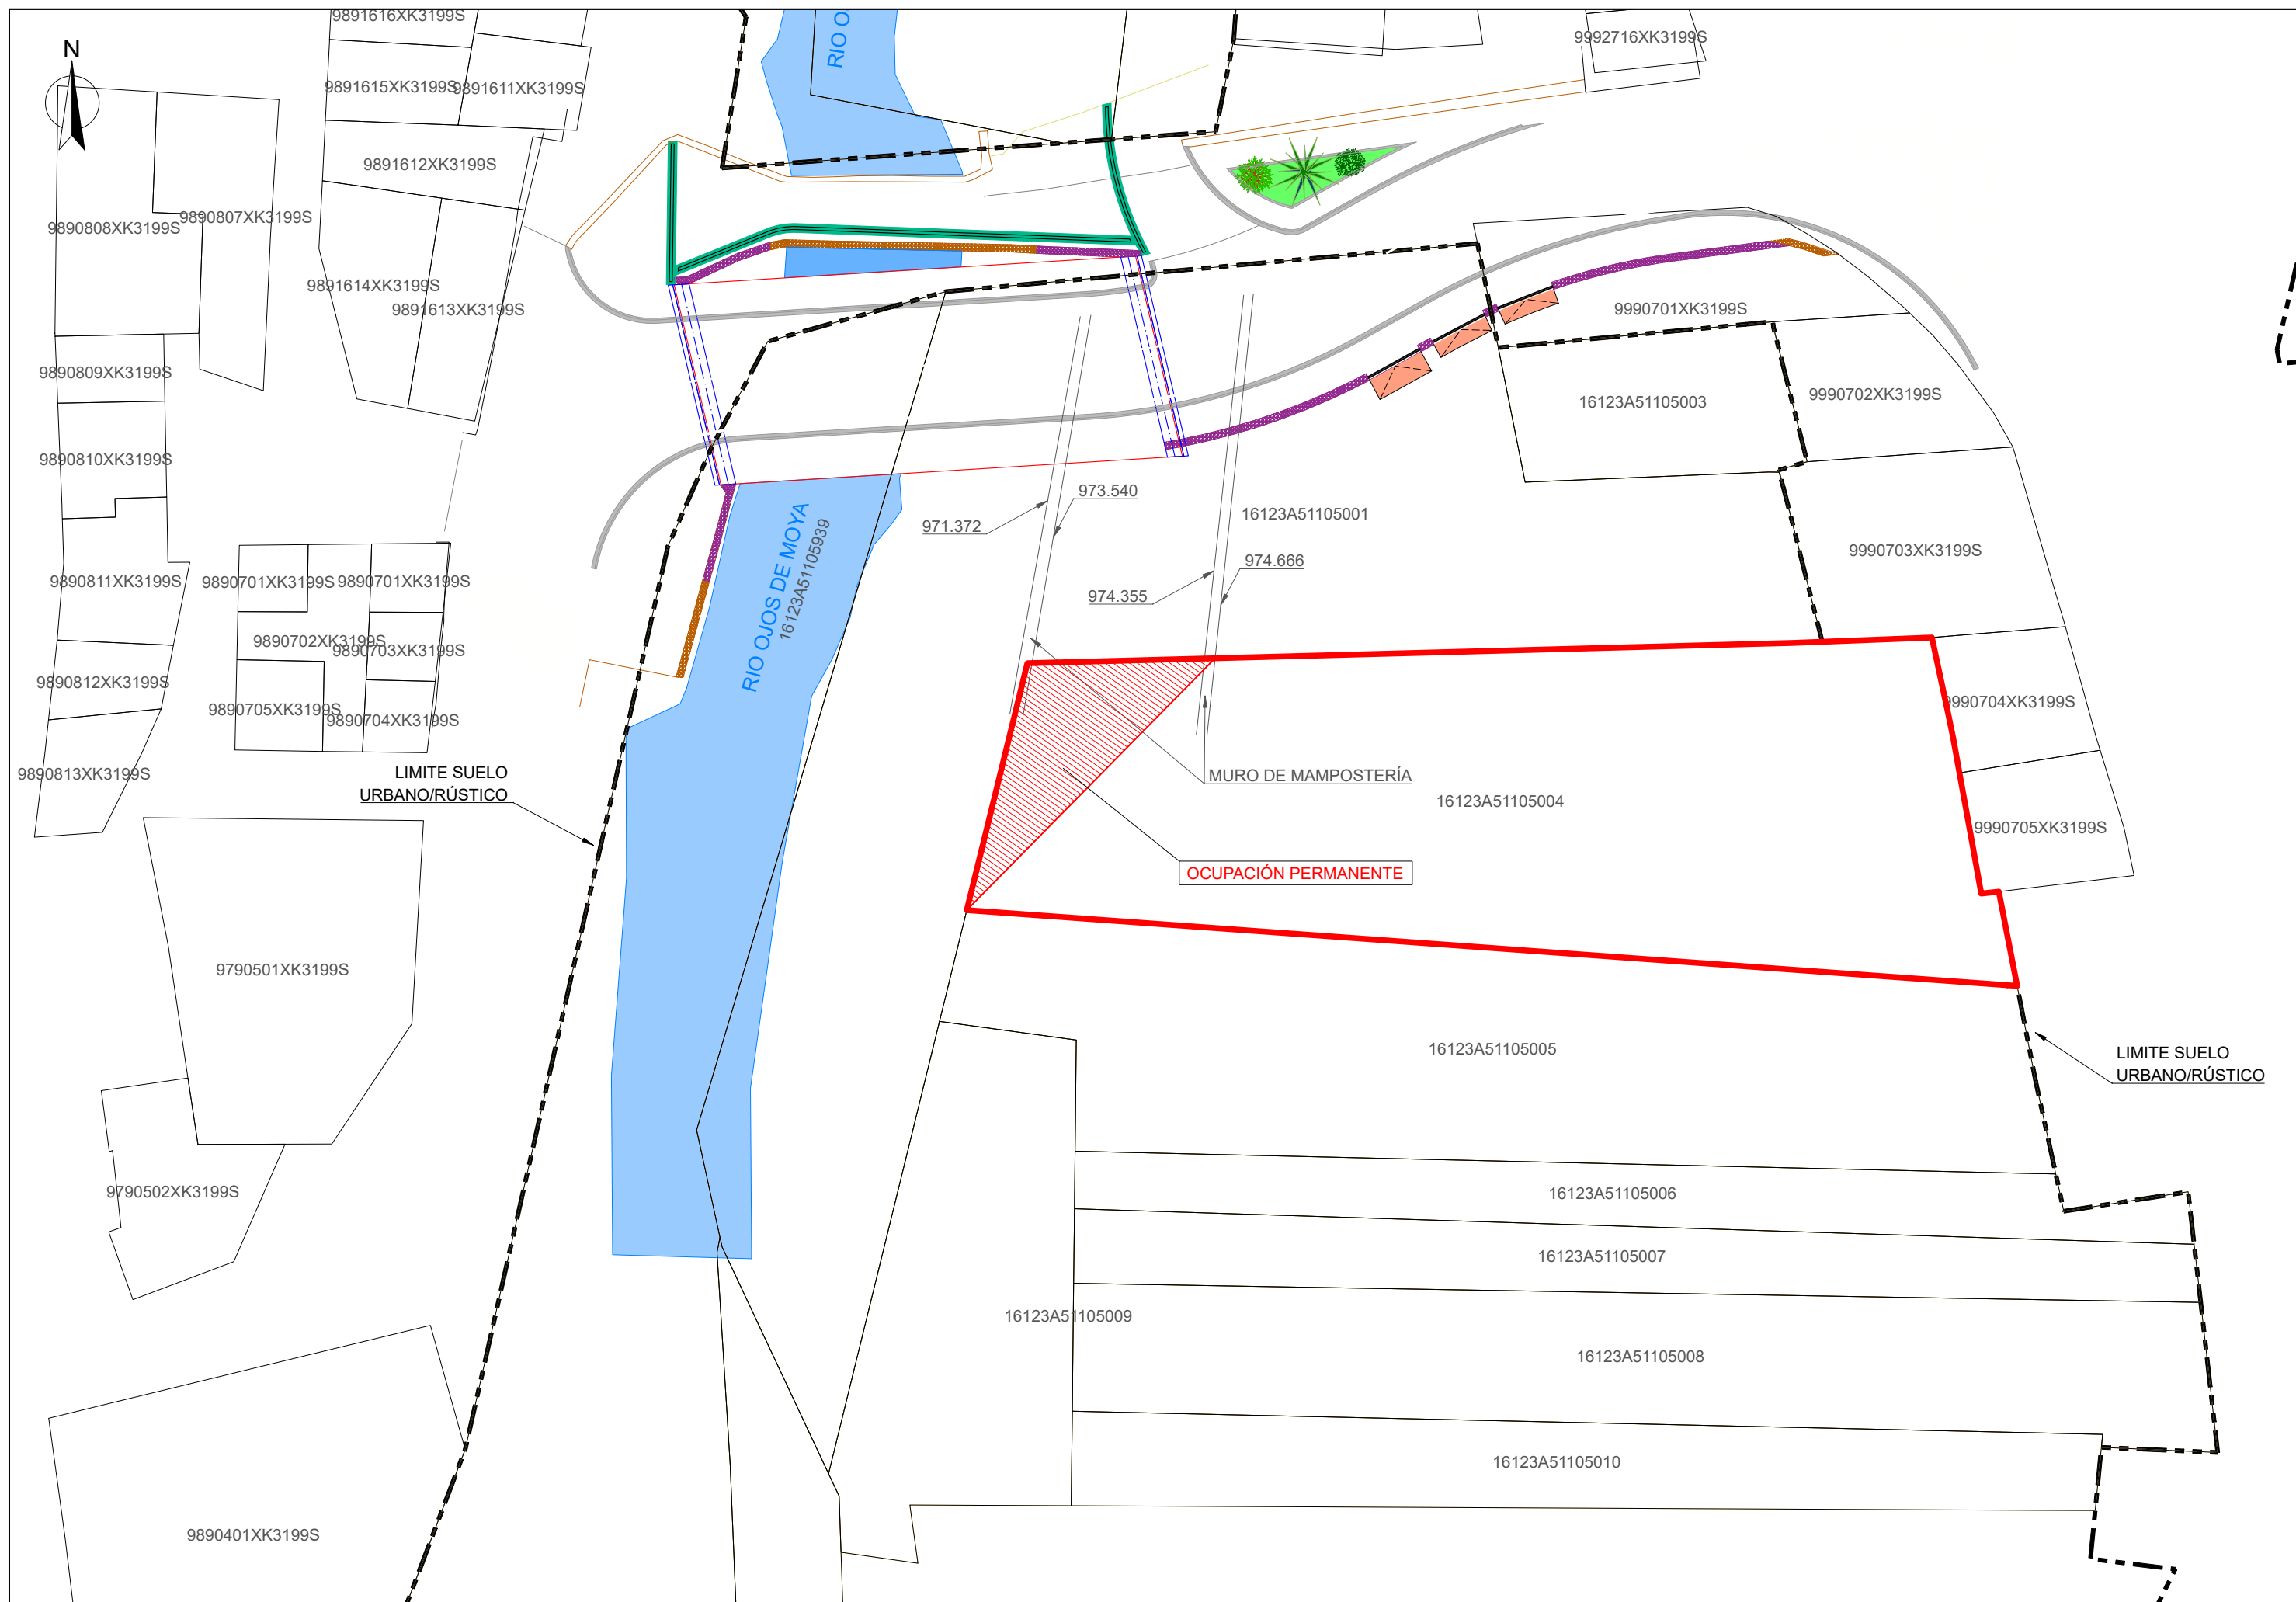 9891616XK3199S
RIO O
9992716XK3199S
N
9891615XK3199S
9891611XK3199S
9891612XK3199S
9890808XK3199S
9890807XK3199S
9891614XK3199S
9891613XK3199S
9990701XK3199S
9890809XK3199S
16123A51105003
9990702XK3199S
9890810XK3199S
973.540
971.372
16123A51105001
RIO OJOS DE MOYA
16123A51105939
9990703XK3199S
974.666
974.355
9890811XK3199S
9890701XK3199S
9890701XK3199S
9890702XK3199S
9890703XK3199S
9890812XK3199S
9890705XK3199S
9890704XK3199S
9990704XK3199S
9890813XK3199S
LIMITE SUELO
URBANO/RÚSTICO
MURO DE MAMPOSTERÍA
16123A51105004
9990705XK3199S
OCUPACIÓN PERMANENTE
9790501XK3199S
16123A51105005
LIMITE SUELO
URBANO/RÚSTICO
9790502XK3199S
16123A51105006
16123A51105007
16123A51105009
16123A51105008
16123A51105010
9890401XK3199S